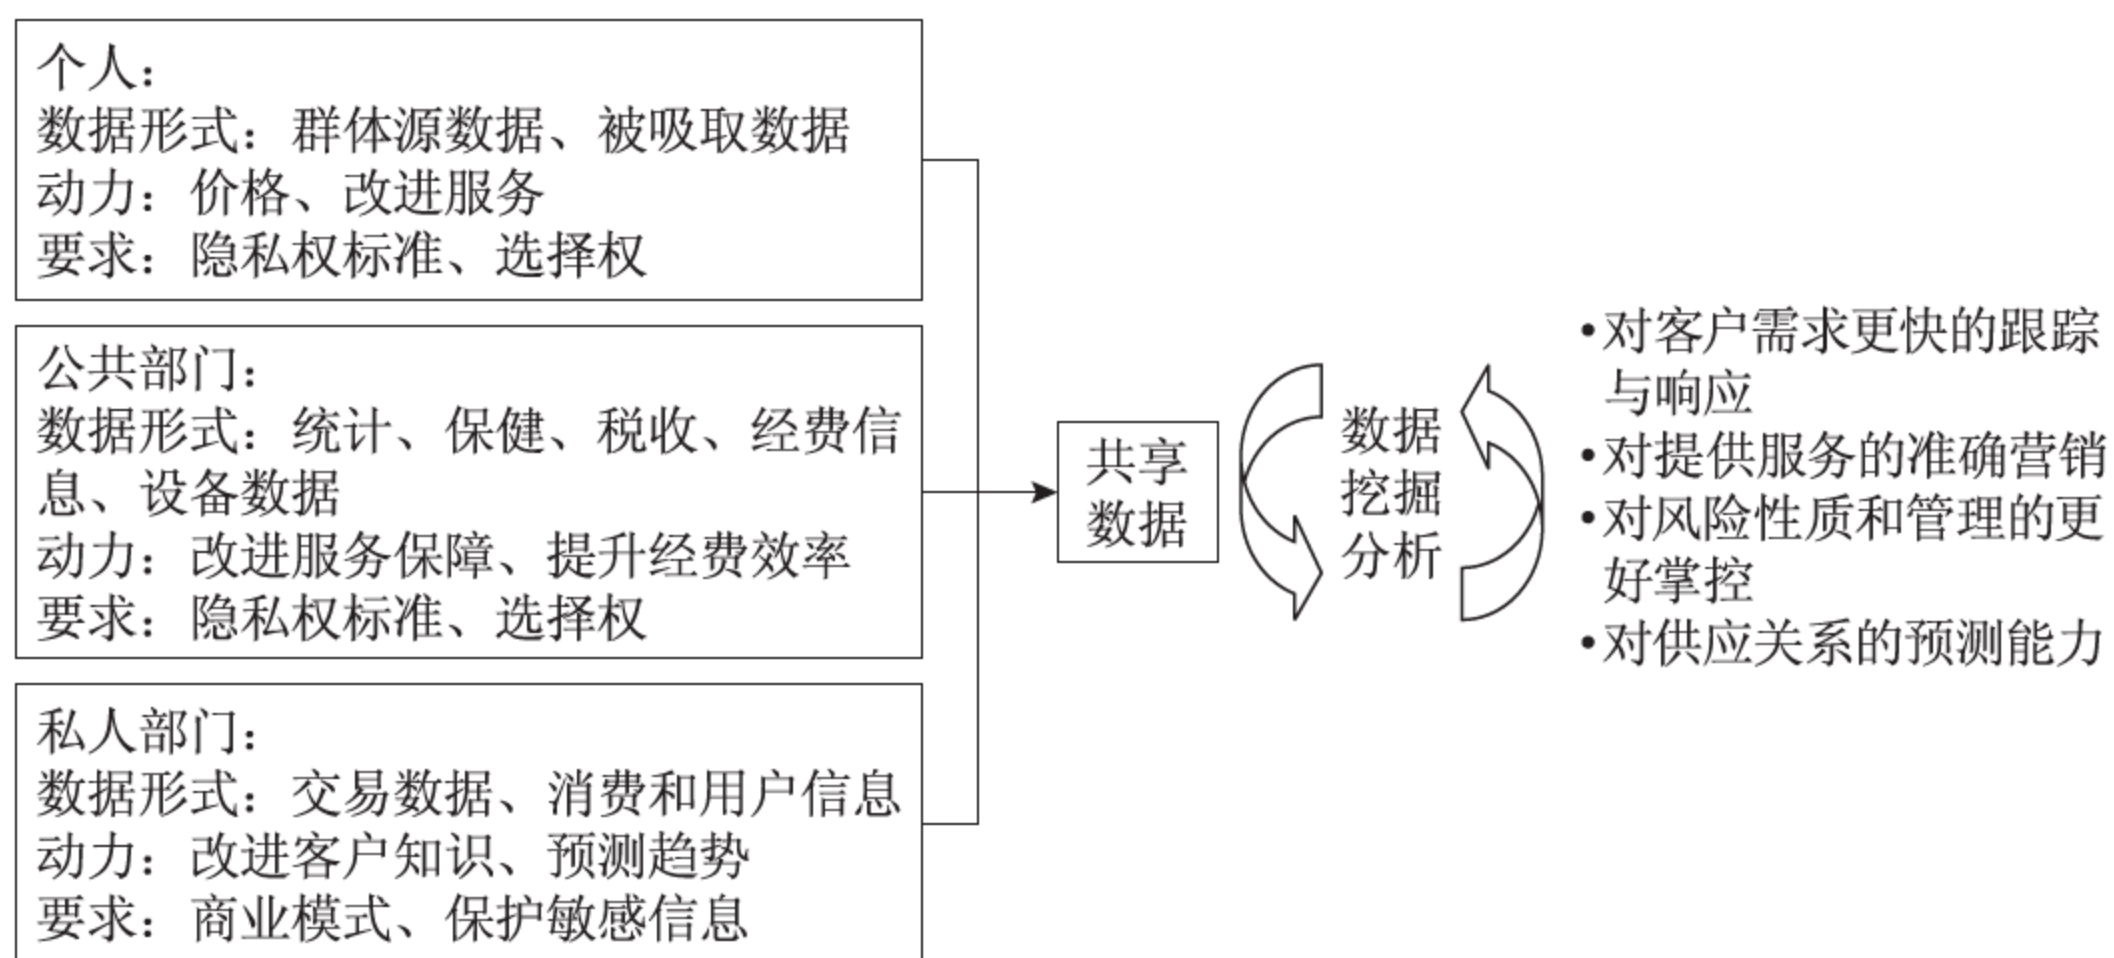 个人：
数据形式：群体源数据、被吸取数据
动力：价格、改进服务
要求：隐私权标准、选择权
公共部门：
数据形式：统计、保健、税收、经费信
息、设备数据
动力：改进服务保障、提升经费效率
要求：隐私权标准、选择权
私人部门：
数据形式：交易数据、消费和用户信息
动力：改进客户知识、预测趋势
要求：商业模式、保护敏感信息
共享
数据
数据
挖掘
分析
•对客户需求更快的跟踪
与响应
•对提供服务的准确营销
•对风险性质和管理的更
好掌控
•对供应关系的预测能力